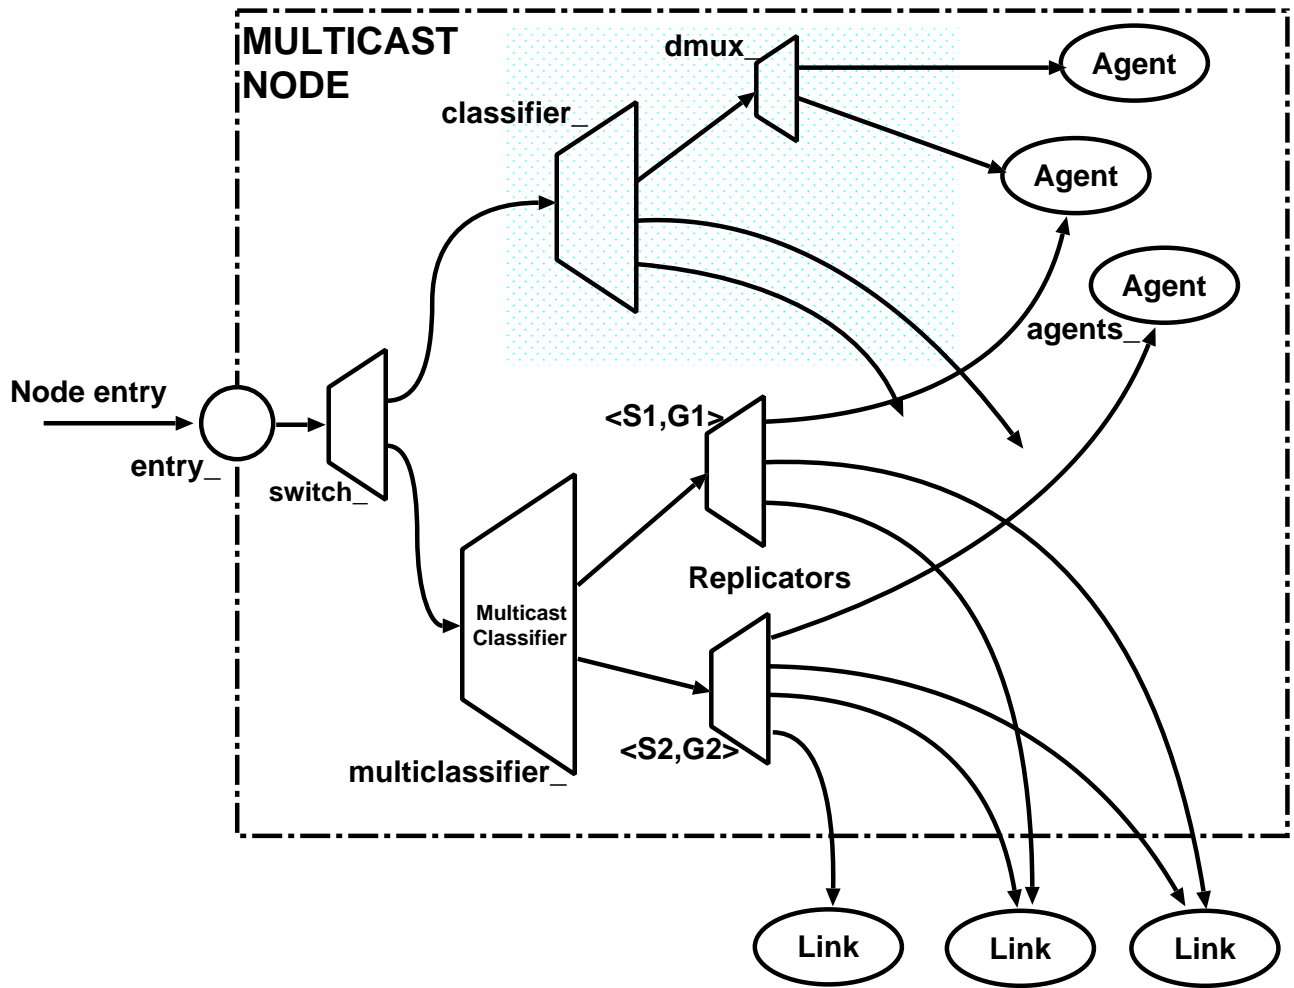 MULTICAST
NODE
dmux_
Agent
classifier_
Agent
Agent
agents_
Node entry
<S1,G1>
entry_
switch_
Replicators
Multicast
Classifier
<S2,G2>
multiclassifier_
Link
Link
Link